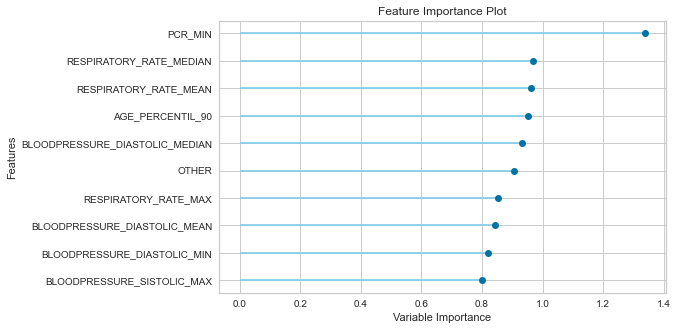 Feature Importance Plot
Features
PCR_MIN
RESPIRATORY_RATE_MEDIAN
RESPIRATORY_RATE_MEAN
AGE_PERCENTIL_90
BLOODPRESSURE_DIASTOLIC_MEDIAN
OTHER
RESPIRATORY_RATE_MAX
BLOODPRESSURE_DIASTOLIC_MEAN
BLOODPRESSURE_DIASTOLIC_MIN
BLOODPRESSURE_SISTOLIC_MAX
0.0 0.2 0.4 0.6 0.8 1.0 1.2 1.4
Variable Importance